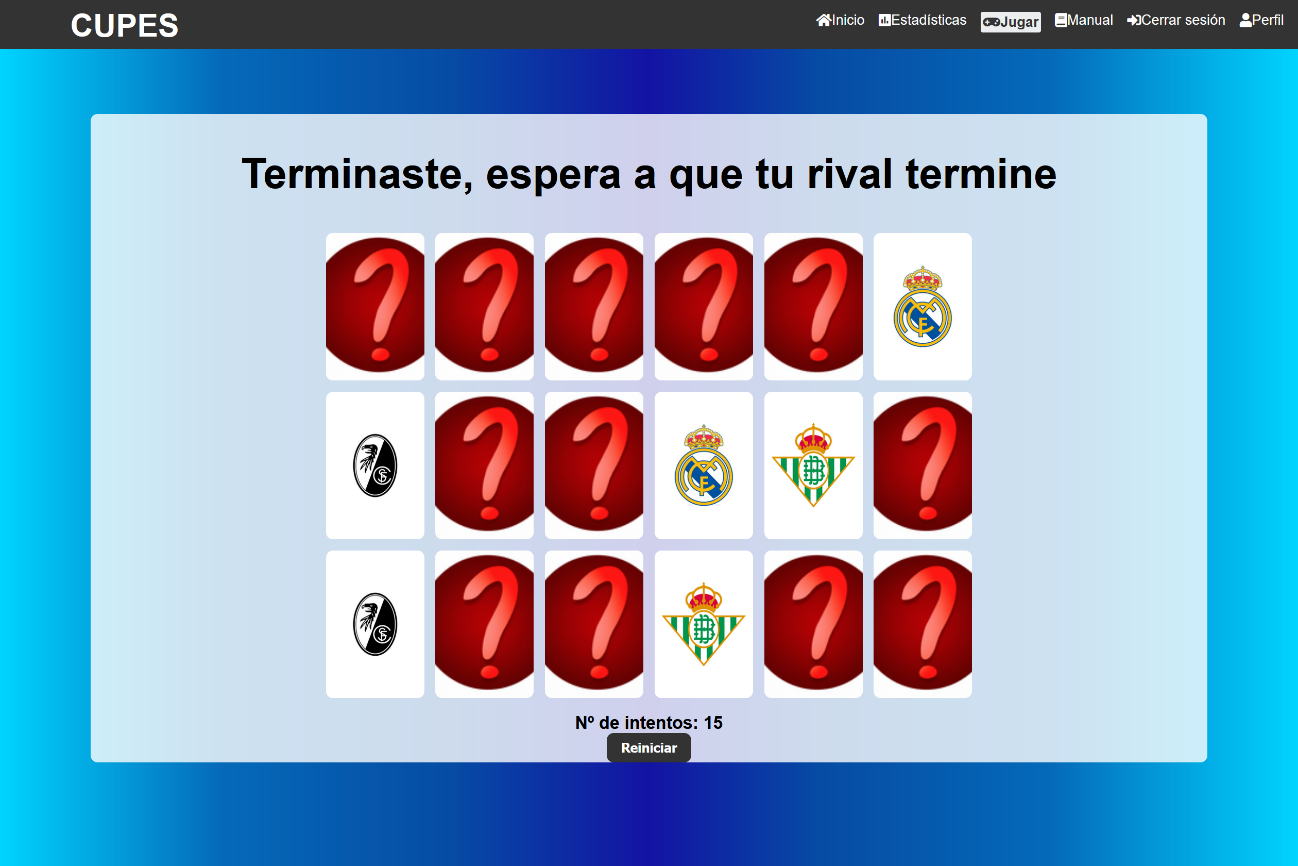 CUPES
Inicio Estadísticas Jugar Manual Cerrar sesión Perfil
Terminaste, espera a que tu rival termine
? ? ? ? ?
? ? ?
? ? ? ?
Nº de intentos: 15
Reiniciar